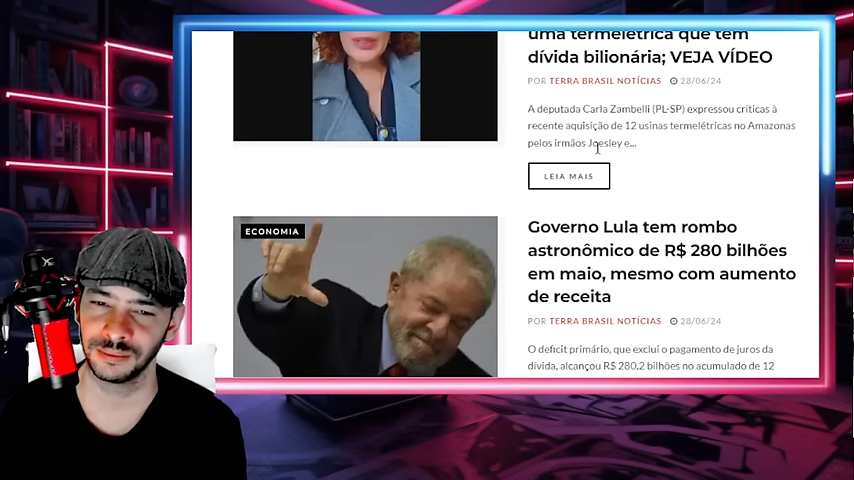 uma termelétrica que tem
dívida bilionária; VEJA VÍDEO
POR TERRA BRASIL NOTÍCIAS 28/06/24
A deputada Carla Zambelli (PL-SP) expressou críticas à
recente aquisição de 12 usinas termelétricas no Amazonas
pelos irmãos Joesley e...
LEIA MAIS
ECONOMIA
Governo Lula tem rombo
astronômico de R$ 280 bilhões
em maio, mesmo com aumento
de receita
POR TERRA BRASIL NOTÍCIAS 28/06/24
O deficit primário, que exclui o pagamento de juros da
dívida, alcançou R$ 280,2 bilhões no acumulado de 12